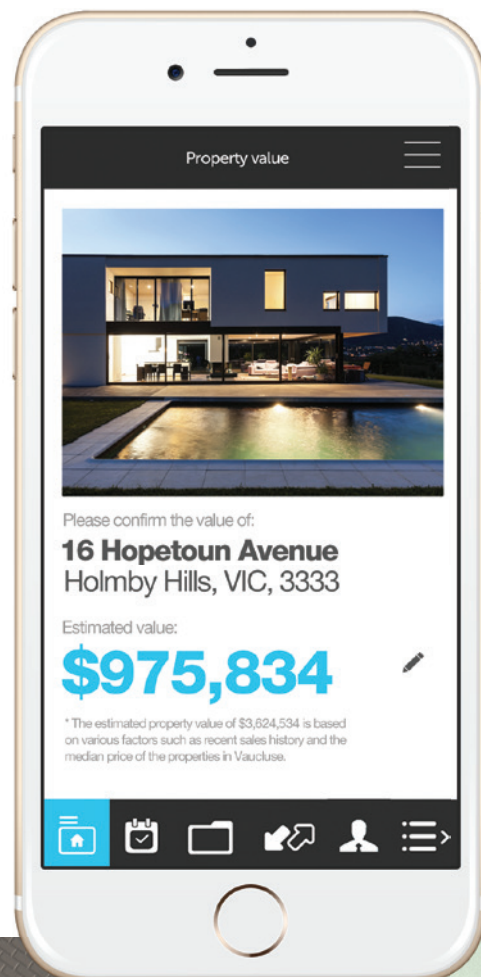 Property value
Please confirm the value of:
16 Hopetoun Avenue
Holmby Hills, VIC, 3333
Estimated value:
$975,834
* The estimated property value of $3,624,534 is based
on various factors such as recent sales history and the
median price of the properties in Vaucluse.